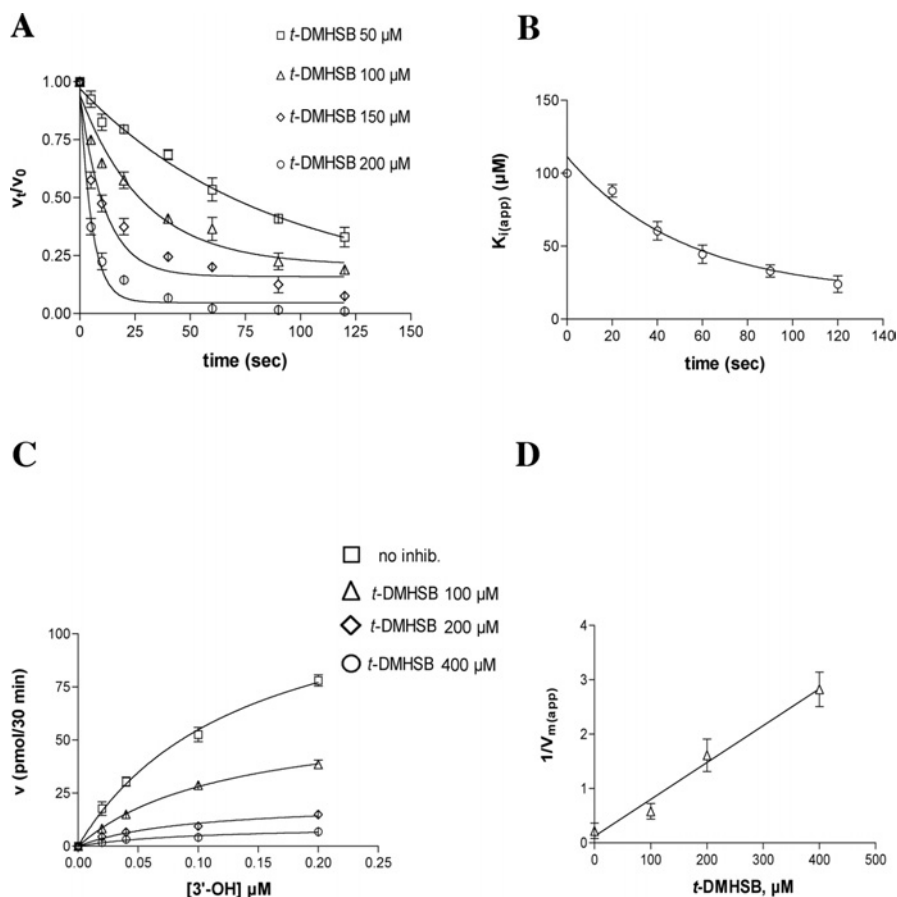 A
t-DMHSB 50 µM
t-DMHSB 100 µM
t-DMHSB 150 µM
t-DMHSB 200 µM
1.00
0.75
0.50
0.25
0.00
vt/v0
0 25 50 75 100 125 150
time (sec)
B
150
100
50
0
Ki(app) (µM)
0 20 40 60 80 100 120 140
time (sec)
C
no inhib.
t-DMHSB 100 µM
t-DMHSB 200 µM
t-DMHSB 400 µM
100
75
50
25
0
v (pmol/30 min)
0.00 0.05 0.10 0.15 0.20 0.25
[3'-OH] µM
D
4
3
2
1
0
1/Vm(app)
0 100 200 300 400 500
t-DMHSB, µM